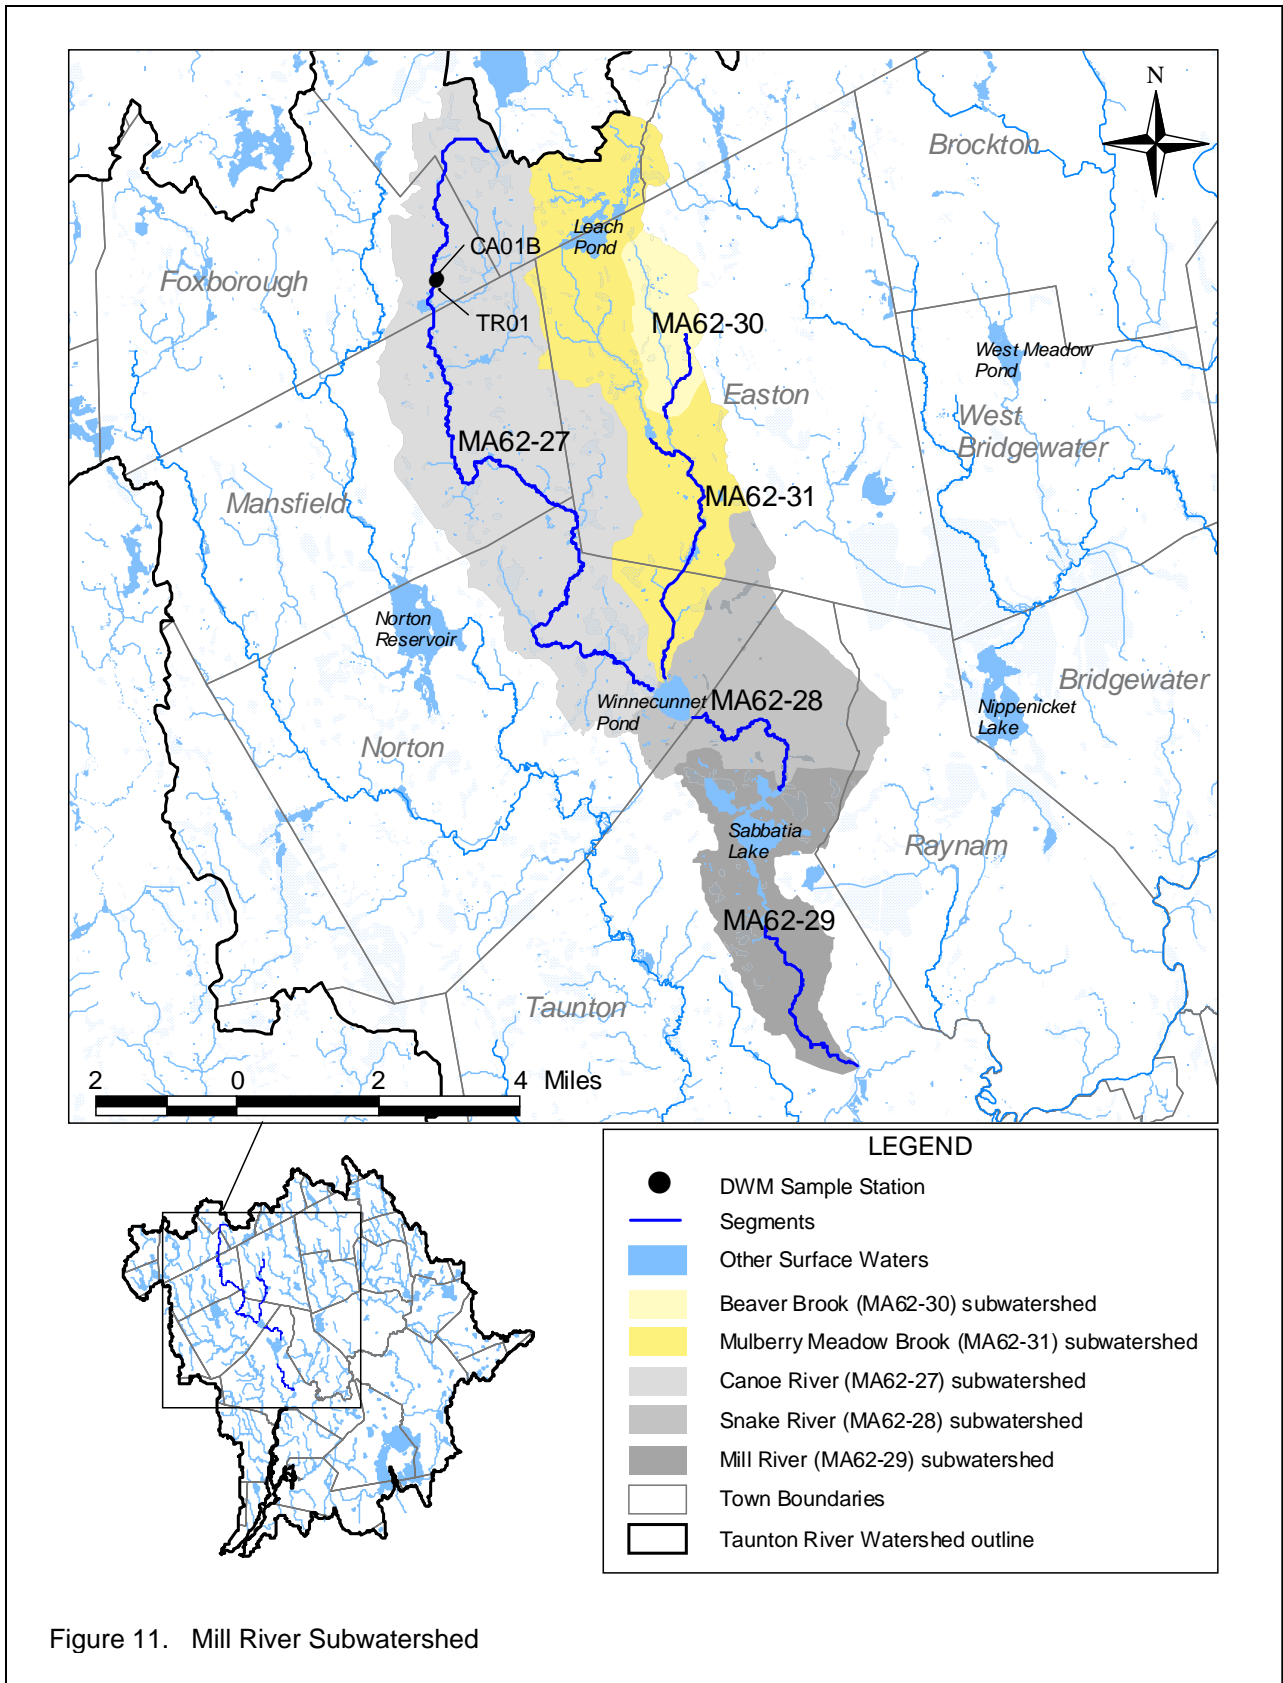 N
Brockton
Leach
Pond
CA01B
Foxborough
TR01
MA62-30
West Meadow
Pond
Easton
West
Bridgewater
MA62-27
Mansfield
MA62-31
Norton
Reservoir
Bridgewater
Winnecunnet
Pond
MA62-28
Nippenicket
Lake
Norton
Sabbatia
Lake
Raynam
MA62-29
Taunton
2 0 2 4 Miles
LEGEND
DWM Sample Station
Segments
Other Surface Waters
Beaver Brook (MA62-30) subwatershed
Mulberry Meadow Brook (MA62-31) subwatershed
Canoe River (MA62-27) subwatershed
Snake River (MA62-28) subwatershed
Mill River (MA62-29) subwatershed
Town Boundaries
Taunton River Watershed outline
Figure 11. Mill River Subwatershed